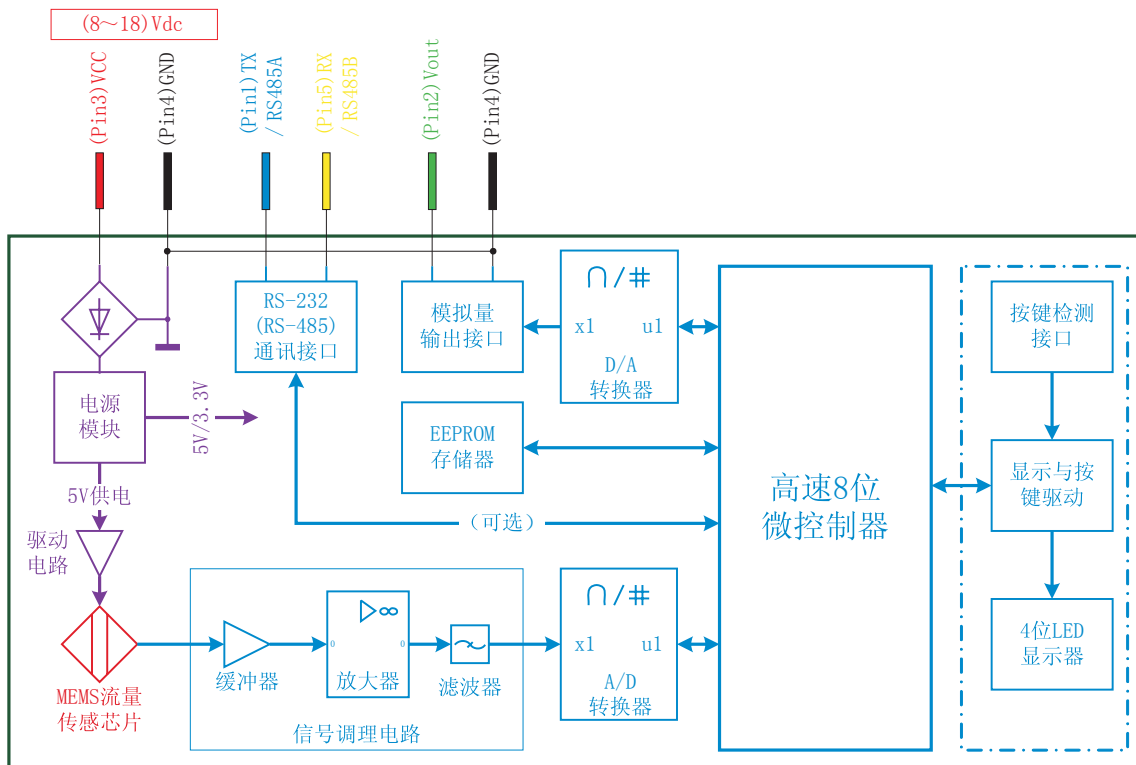 (8～18)Vdc
(Pin3)VCC
(Pin4)GND
(Pin1)TX
/ RS485A
(Pin5)RX
/ RS485B
(Pin2)Vout
(Pin4)GND
RS-232
(RS-485)
通讯接口
模拟量
输出接口
∩/#
x1 u1
D/A
转换器
按键检测
接口
电源
模块
5V/3.3V
EEPROM
存储器
高速8位
微控制器
显示与按
键驱动
5V供电
(可选)
驱动
电路
∩/#
x1 u1
A/D
转换器
▷∞
0 0
缓冲器
放大器
滤波器
信号调理电路
MEMS流量
传感芯片
4位LED
显示器